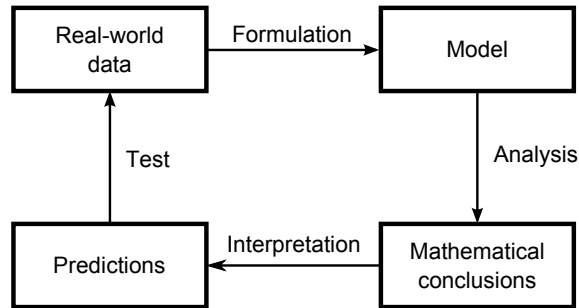 Real-world
data
Formulation
Model
Test
Analysis
Predictions
Interpretation
Mathematical
conclusions